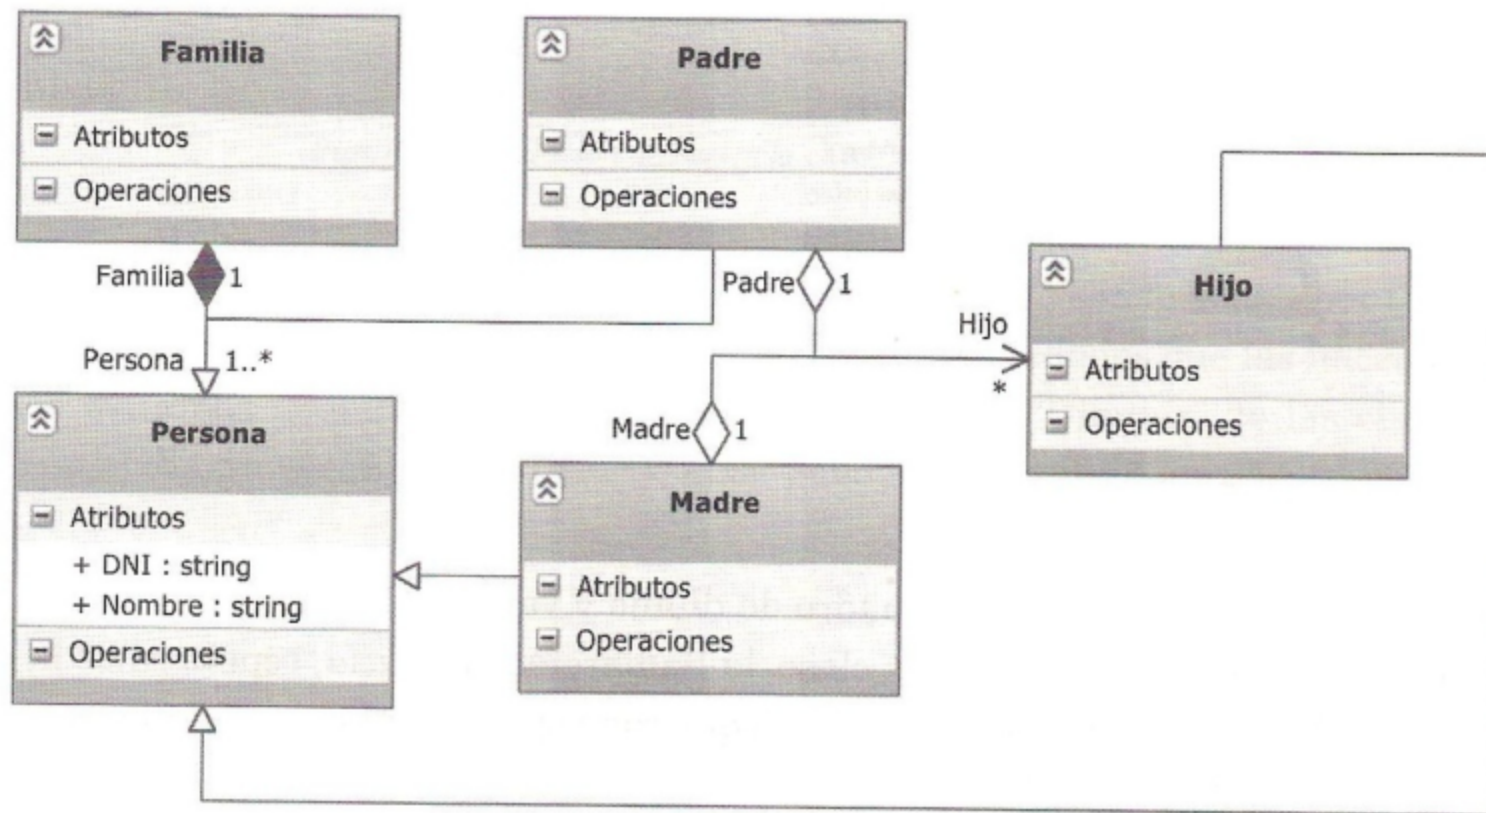 Familia
Atributos
Operaciones
Familia 1
Persona 1..*
Persona
Atributos
+ DNI : string
+ Nombre : string
Operaciones
Padre
Atributos
Operaciones
Padre 1
Madre 1
Madre
Atributos
Operaciones
Hijo
*
Hijo
Atributos
Operaciones